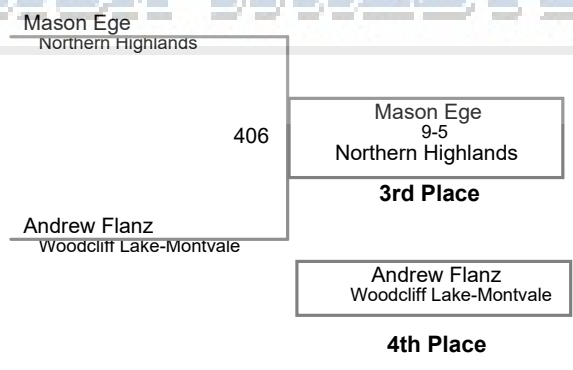 Mason Ege
Northern Highlands
406
Mason Ege
9-5
Northern Highlands
3rd Place
Andrew Flanz
Woodcliff Lake-Montvale
Andrew Flanz
Woodcliff Lake-Montvale
4th Place